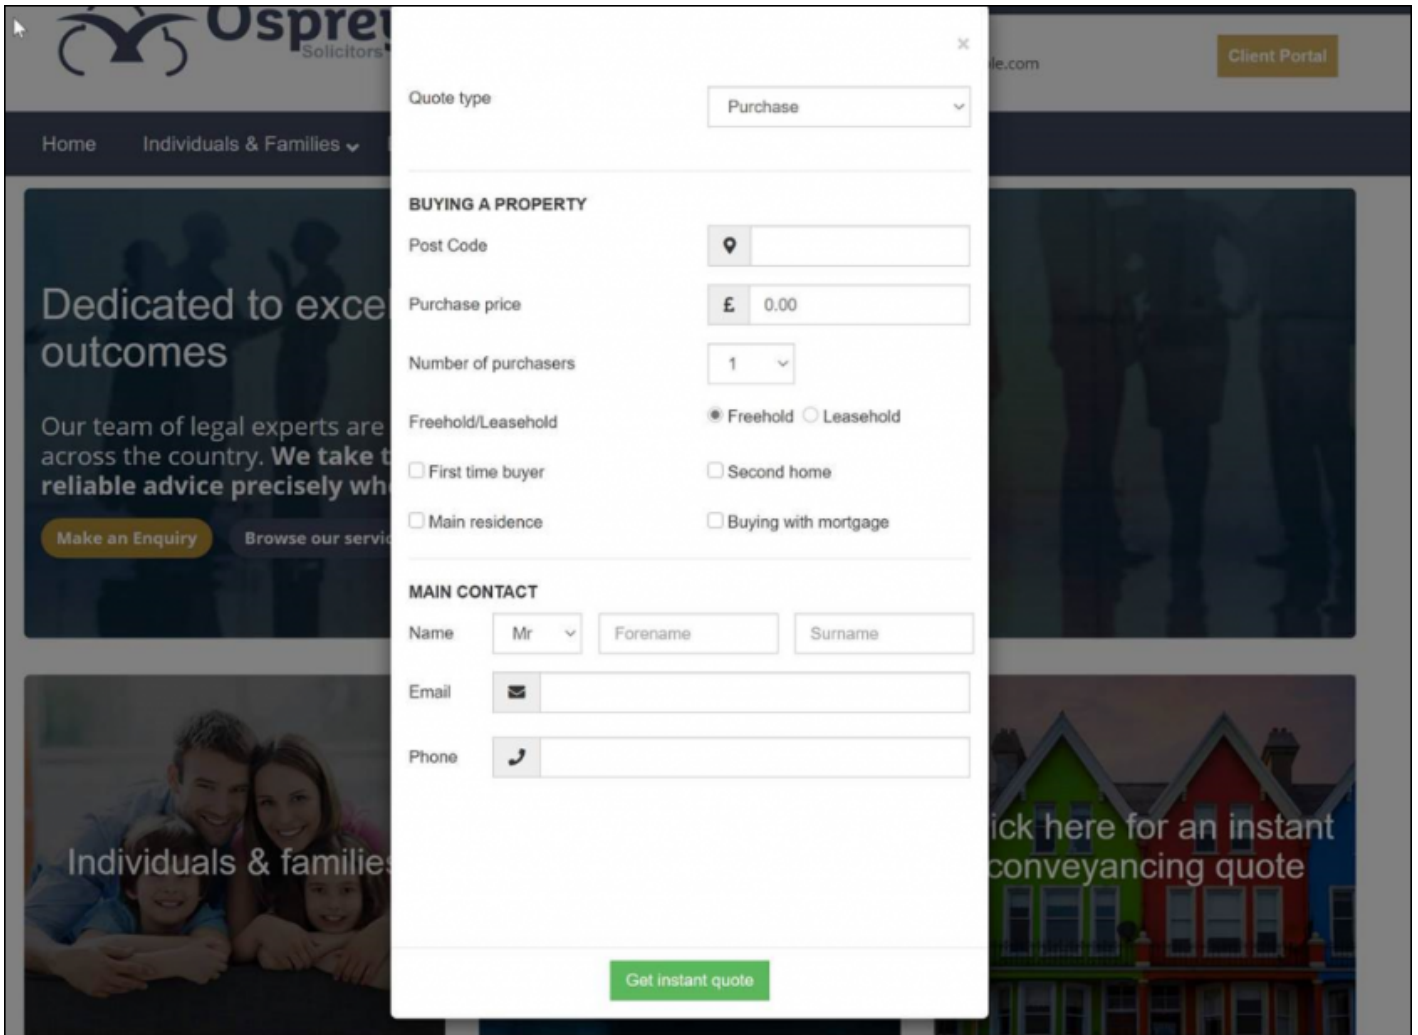 Osprey
Solicitors
×
le.com
Client Portal
Quote type
Purchase
Home
Individuals & Families
BUYING A PROPERTY
Post Code
Purchase price
£ 0.00
Number of purchasers
1
Freehold/Leasehold
Freehold
Leasehold
First time buyer
Second home
Main residence
Buying with mortgage
Dedicated to excel
outcomes
Our team of legal experts are
across the country. We take t
reliable advice precisely wh
Make an Enquiry
Browse our servic
MAIN CONTACT
Name
Mr
Forename
Surname
Email
Phone
Individuals & families
ick here for an instant
conveyancing quote
Get instant quote